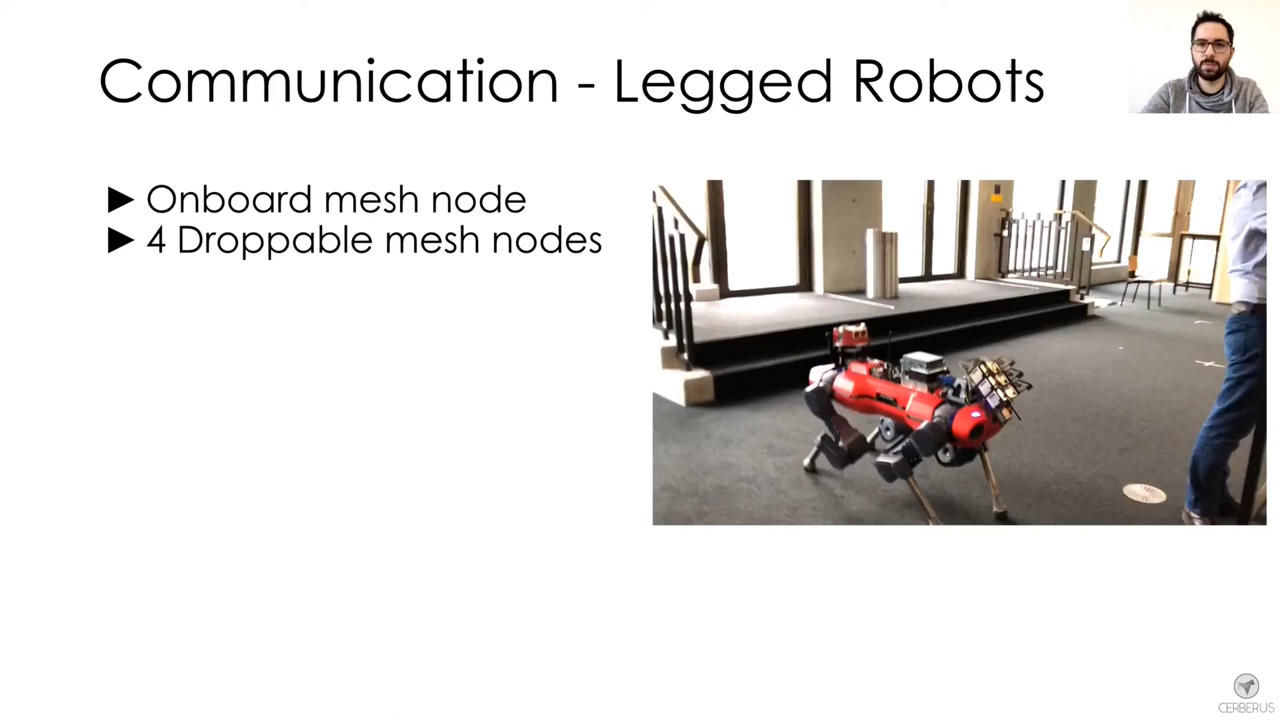 Communication - Legged Robots
► Onboard mesh node
► 4 Droppable mesh nodes
CERBERUS